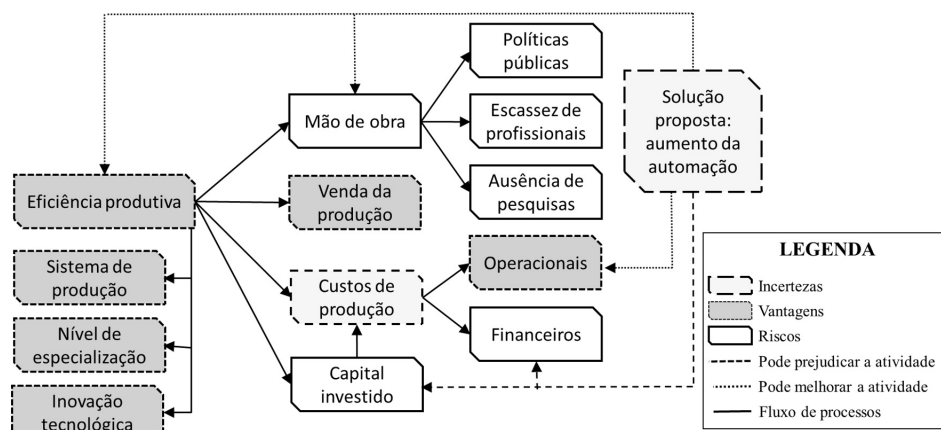 Políticas
públicas
Escassez de
profissionais
Ausência de
pesquisas
Mão de obra
Solução
proposta:
aumento da
automação
Eficiência produtiva
Venda da
produção
Sistema de
produção
Nível de
especialização
Inovação
tecnológica
Custos de
produção
Operacionais
Financeiros
Capital
investido
LEGENDA
Incertezas
Vantagens
Riscos
Pode prejudicar a atividade
Pode melhorar a atividade
Fluxo de processos